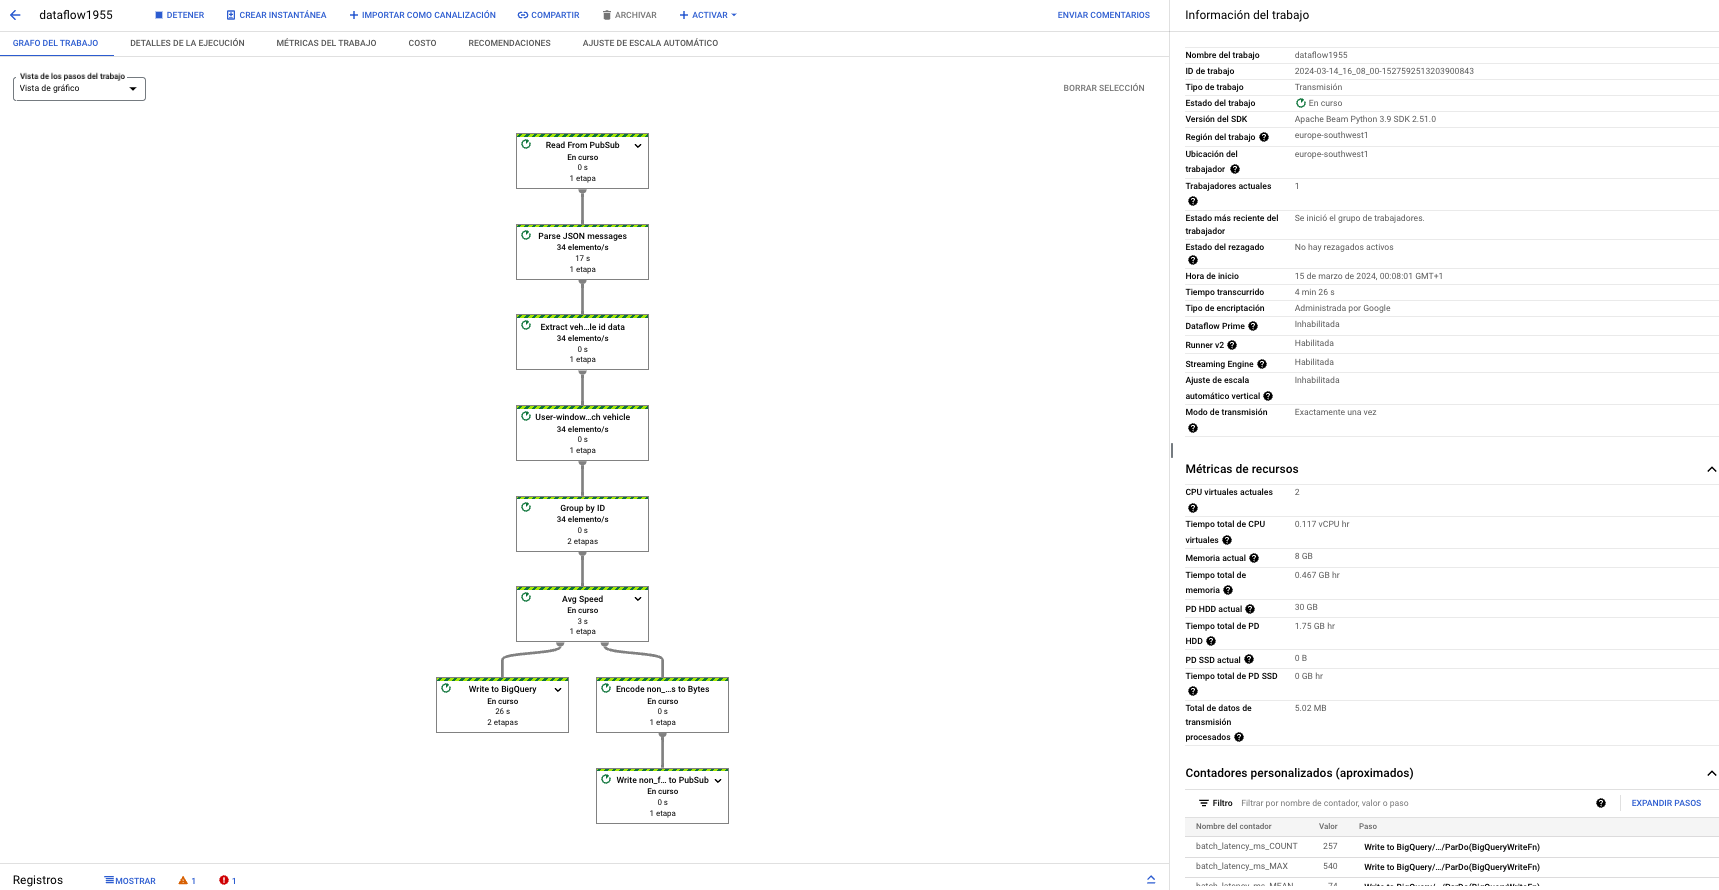 dataflow1955
DETENER
CREAR INSTANTÁNEA
IMPORTAR COMO CANALIZACIÓN
COMPARTIR
ARCHIVAR
ACTIVAR
ENVIAR COMENTARIOS
GRAFO DEL TRABAJO
DETALLES DE LA EJECUCIÓN
MÉTRICAS DEL TRABAJO
COSTO
RECOMENDACIONES
AJUSTE DE ESCALA AUTOMÁTICO
Vista de los pasos del trabajo
Vista de gráfico
BORRAR SELECCIÓN
Read From PubSub
En curso
0 s
1 etapa
Parse JSON messages
34 elemento/s
17 s
1 etapa
Extract veh...le id data
34 elemento/s
0 s
1 etapa
User-window...ch vehicle
34 elemento/s
0 s
1 etapa
Group by ID
34 elemento/s
0 s
2 etapas
Avg Speed
En curso
3 s
1 etapa
Write to BigQuery
En curso
26 s
2 etapas
Encode non_...s to Bytes
En curso
0 s
1 etapa
Write non_f... to PubSub
En curso
0 s
1 etapa
Registros
MOSTRAR
1
1
Información del trabajo
Nombre del trabajo dataflow1955
ID de trabajo 2024-03-14_16_08_00-1527592513203900843
Tipo de trabajo Transmisión
Estado del trabajo En curso
Versión del SDK Apache Beam Python 3.9 SDK 2.51.0
Región del trabajo europe-southwest1
Ubicación del europe-southwest1
trabajador
Trabajadores actuales 1
Estado más reciente del Se inició el grupo de trabajadores.
trabajador
Estado del rezagado No hay rezagados activos
Hora de inicio 15 de marzo de 2024, 00:08:01 GMT+1
Tiempo transcurrido 4 min 26 s
Tipo de encriptación Administrada por Google
Dataflow Prime Inhabilitada
Runner v2 Habilitada
Streaming Engine Habilitada
Ajuste de escala Inhabilitada
automático vertical
Modo de transmisión Exactamente una vez
Métricas de recursos
CPU virtuales actuales 2
Tiempo total de CPU 0.117 vCPU hr
virtuales
Memoria actual 8 GB
Tiempo total de 0.467 GB hr
memoria
PD HDD actual 30 GB
Tiempo total de PD 1.75 GB hr
HDD
PD SSD actual 0 B
Tiempo total de PD SSD 0 GB hr
Total de datos de 5.02 MB
transmisión
procesados
Contadores personalizados (aproximados)
Filtro Filtrar por nombre de contador, valor o paso
EXPANDIR PASOS
Nombre del contador Valor Paso
batch_latency_ms_COUNT 257 Write to BigQuery/.../ParDo(BigQueryWriteFn)
batch_latency_ms_MAX 540 Write to BigQuery/.../ParDo(BigQueryWriteFn)
batch_latency_ms_MEAN 74 Write to BigQuery/.../ParDo(BigQueryWriteFn)